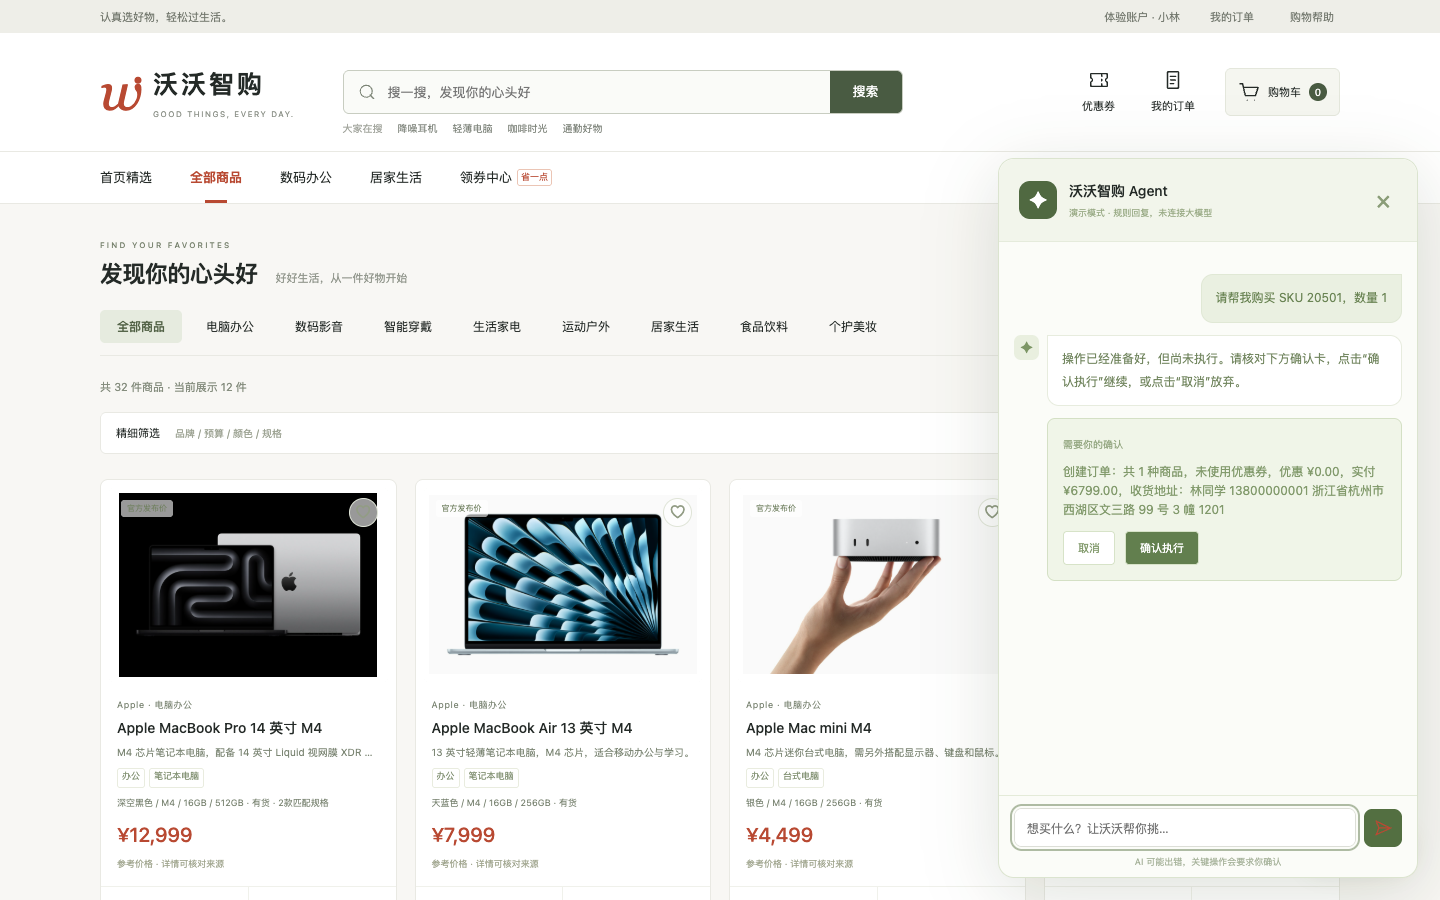 认真选好物，轻松过生活。
体验账户 · 小林
我的订单
购物帮助
沃沃智购
GOOD THINGS, EVERY DAY.
搜一搜，发现你的心头好
搜索
大家在搜 降噪耳机 轻薄电脑 咖啡时光 通勤好物
优惠券
我的订单
购物车 0
首页精选 全部商品 数码办公 居家生活 领券中心 省一点
FIND YOUR FAVORITES
发现你的心头好 好好生活，从一件好物开始
全部商品 电脑办公 数码影音 智能穿戴 生活家电 运动户外 居家生活 食品饮料 个护美妆
共 32 件商品 · 当前展示 12 件
精细筛选 品牌 / 预算 / 颜色 / 规格
官方发布价
Apple · 电脑办公
Apple MacBook Pro 14 英寸 M4
M4 芯片笔记本电脑，配备 14 英寸 Liquid 视网膜 XDR ...
办公 笔记本电脑
深空黑色 / M4 / 16GB / 512GB · 有货 · 2款匹配规格
¥12,999
参考价格 · 详情可核对来源
官方发布价
Apple · 电脑办公
Apple MacBook Air 13 英寸 M4
13 英寸轻薄笔记本电脑，M4 芯片，适合移动办公与学习。
办公 笔记本电脑
天蓝色 / M4 / 16GB / 256GB · 有货
¥7,999
参考价格 · 详情可核对来源
官方发布价
Apple · 电脑办公
Apple Mac mini M4
M4 芯片迷你台式电脑，需另外搭配显示器、键盘和鼠标。
办公 台式电脑
银色 / M4 / 16GB / 256GB · 有货
¥4,499
参考价格 · 详情可核对来源
沃沃智购 Agent
演示模式 · 规则回复，未连接大模型
请帮我购买 SKU 20501，数量 1
操作已经准备好，但尚未执行。请核对下方确认卡，点击“确
认执行”继续，或点击“取消”放弃。
需要你的确认
创建订单：共 1 种商品，未使用优惠券，优惠 ¥0.00，实付
¥6799.00，收货地址：林同学 13800000001 浙江省杭州市
西湖区文三路 99 号 3 幢 1201
取消 确认执行
想买什么？让沃沃帮你挑...
AI 可能出错，关键操作会要求你确认